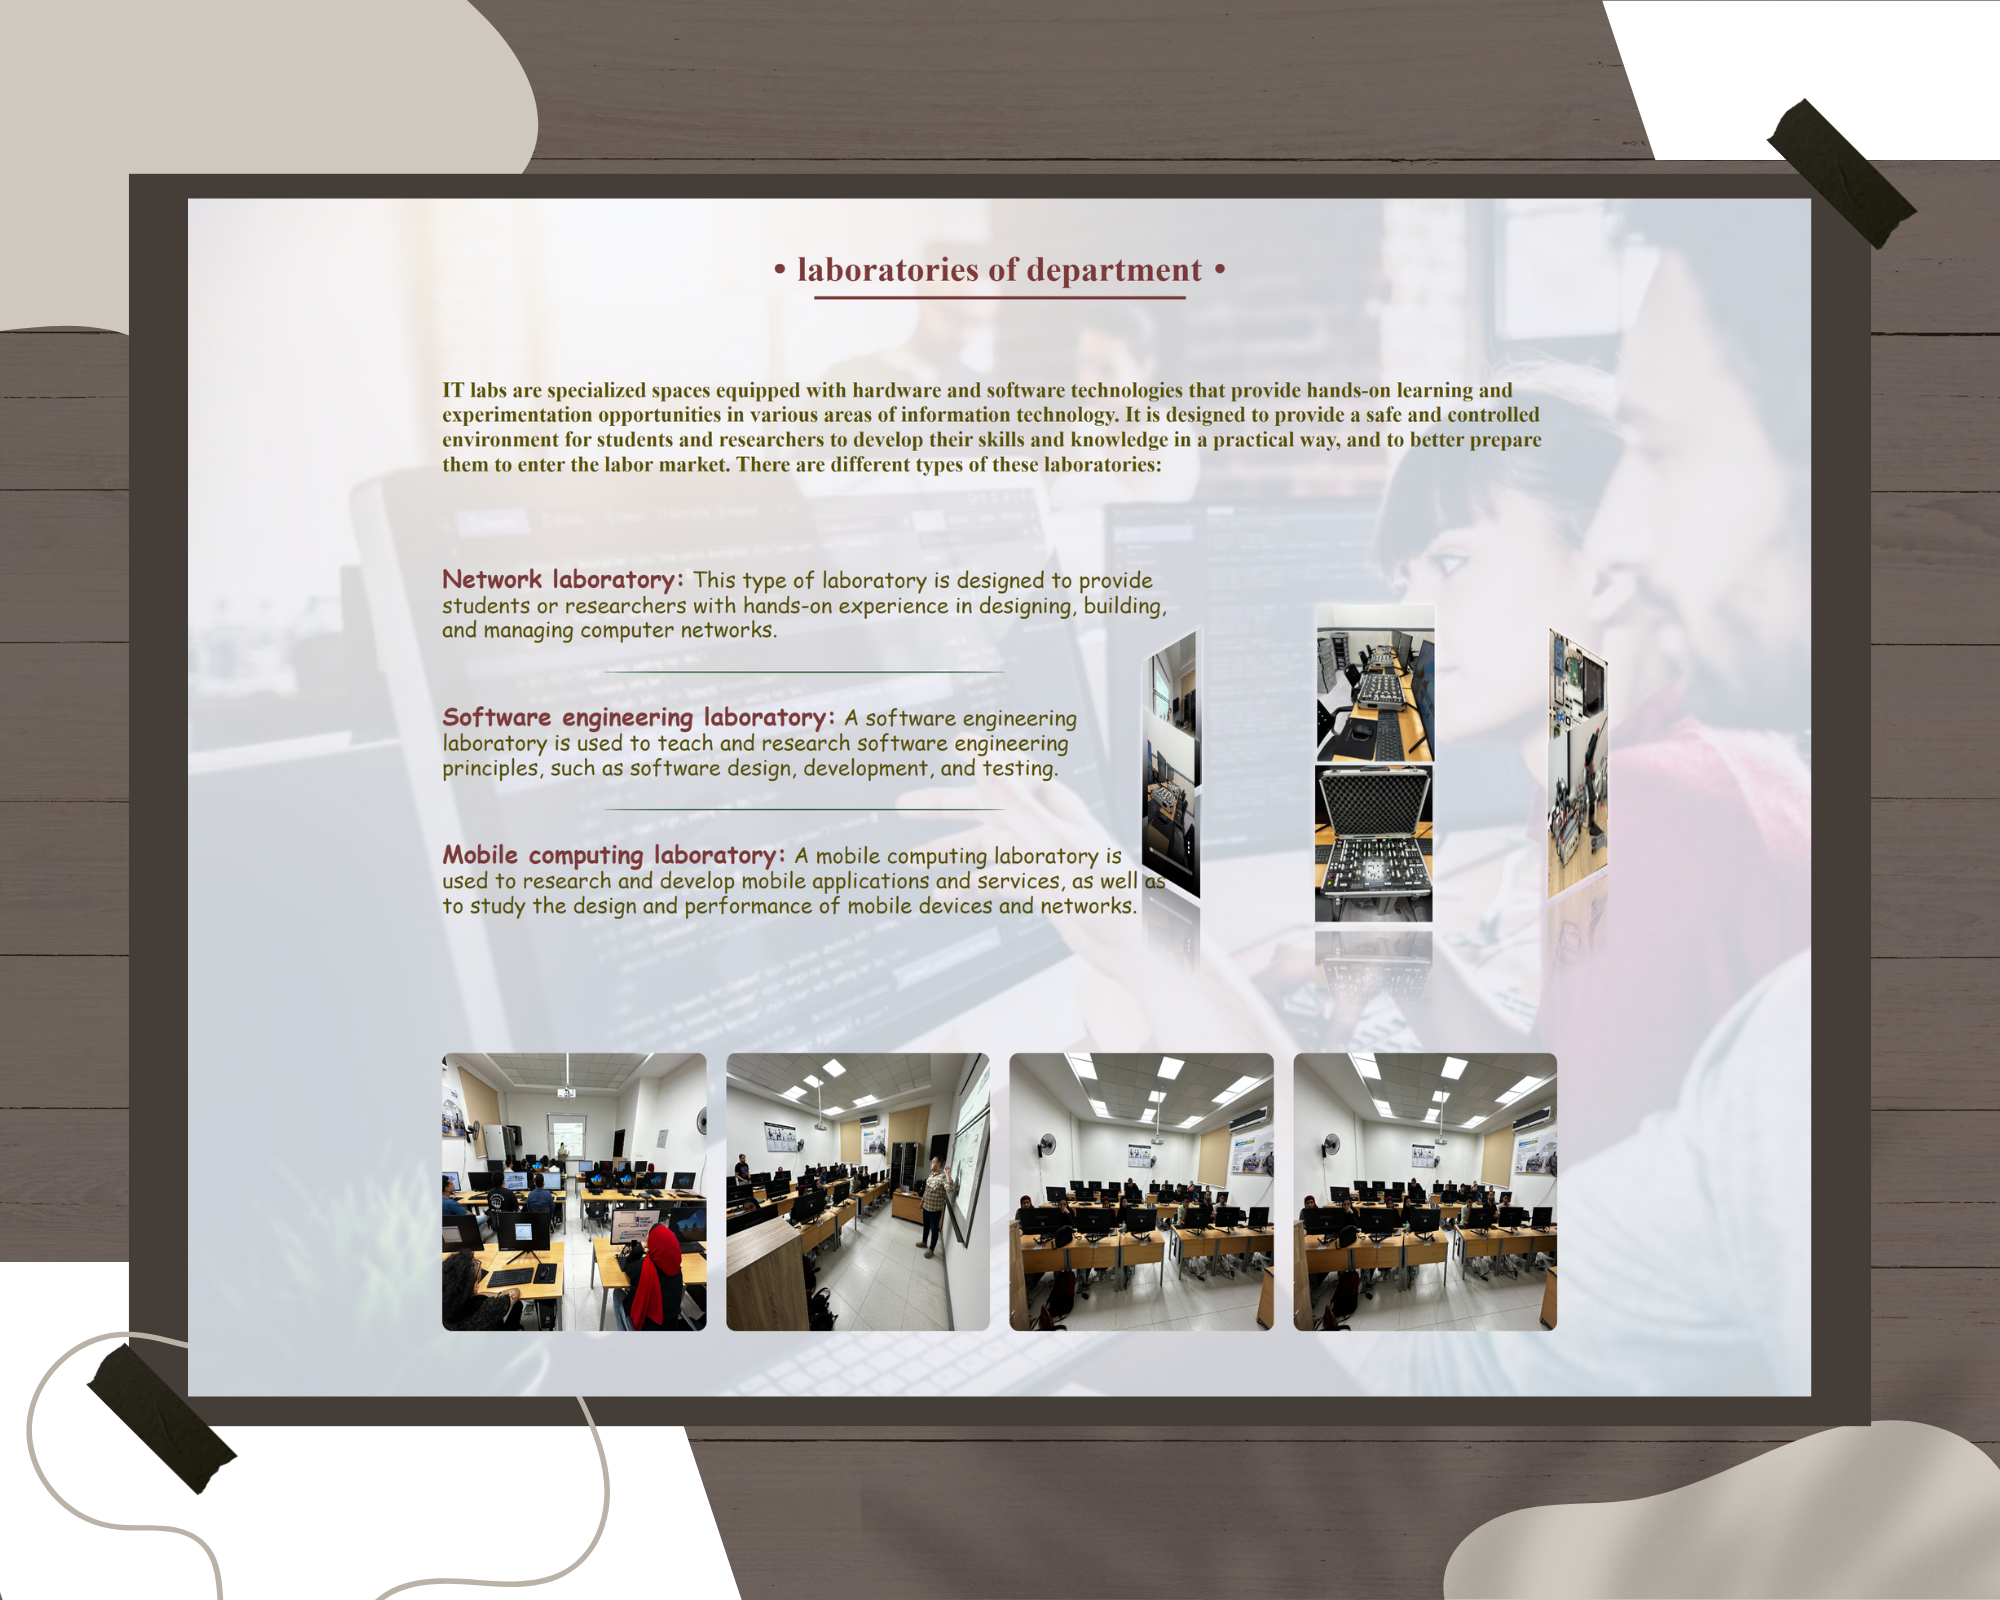 • laboratories of department •
IT labs are specialized spaces equipped with hardware and software technologies that provide hands-on learning and
experimentation opportunities in various areas of information technology. It is designed to provide a safe and controlled
environment for students and researchers to develop their skills and knowledge in a practical way, and to better prepare
them to enter the labor market. There are different types of these laboratories:
Network laboratory: This type of laboratory is designed to provide
students or researchers with hands-on experience in designing, building,
and managing computer networks.
Software engineering laboratory: A software engineering
laboratory is used to teach and research software engineering
principles, such as software design, development, and testing.
Mobile computing laboratory: A mobile computing laboratory is
used to research and develop mobile applications and services, as well as
to study the design and performance of mobile devices and networks.